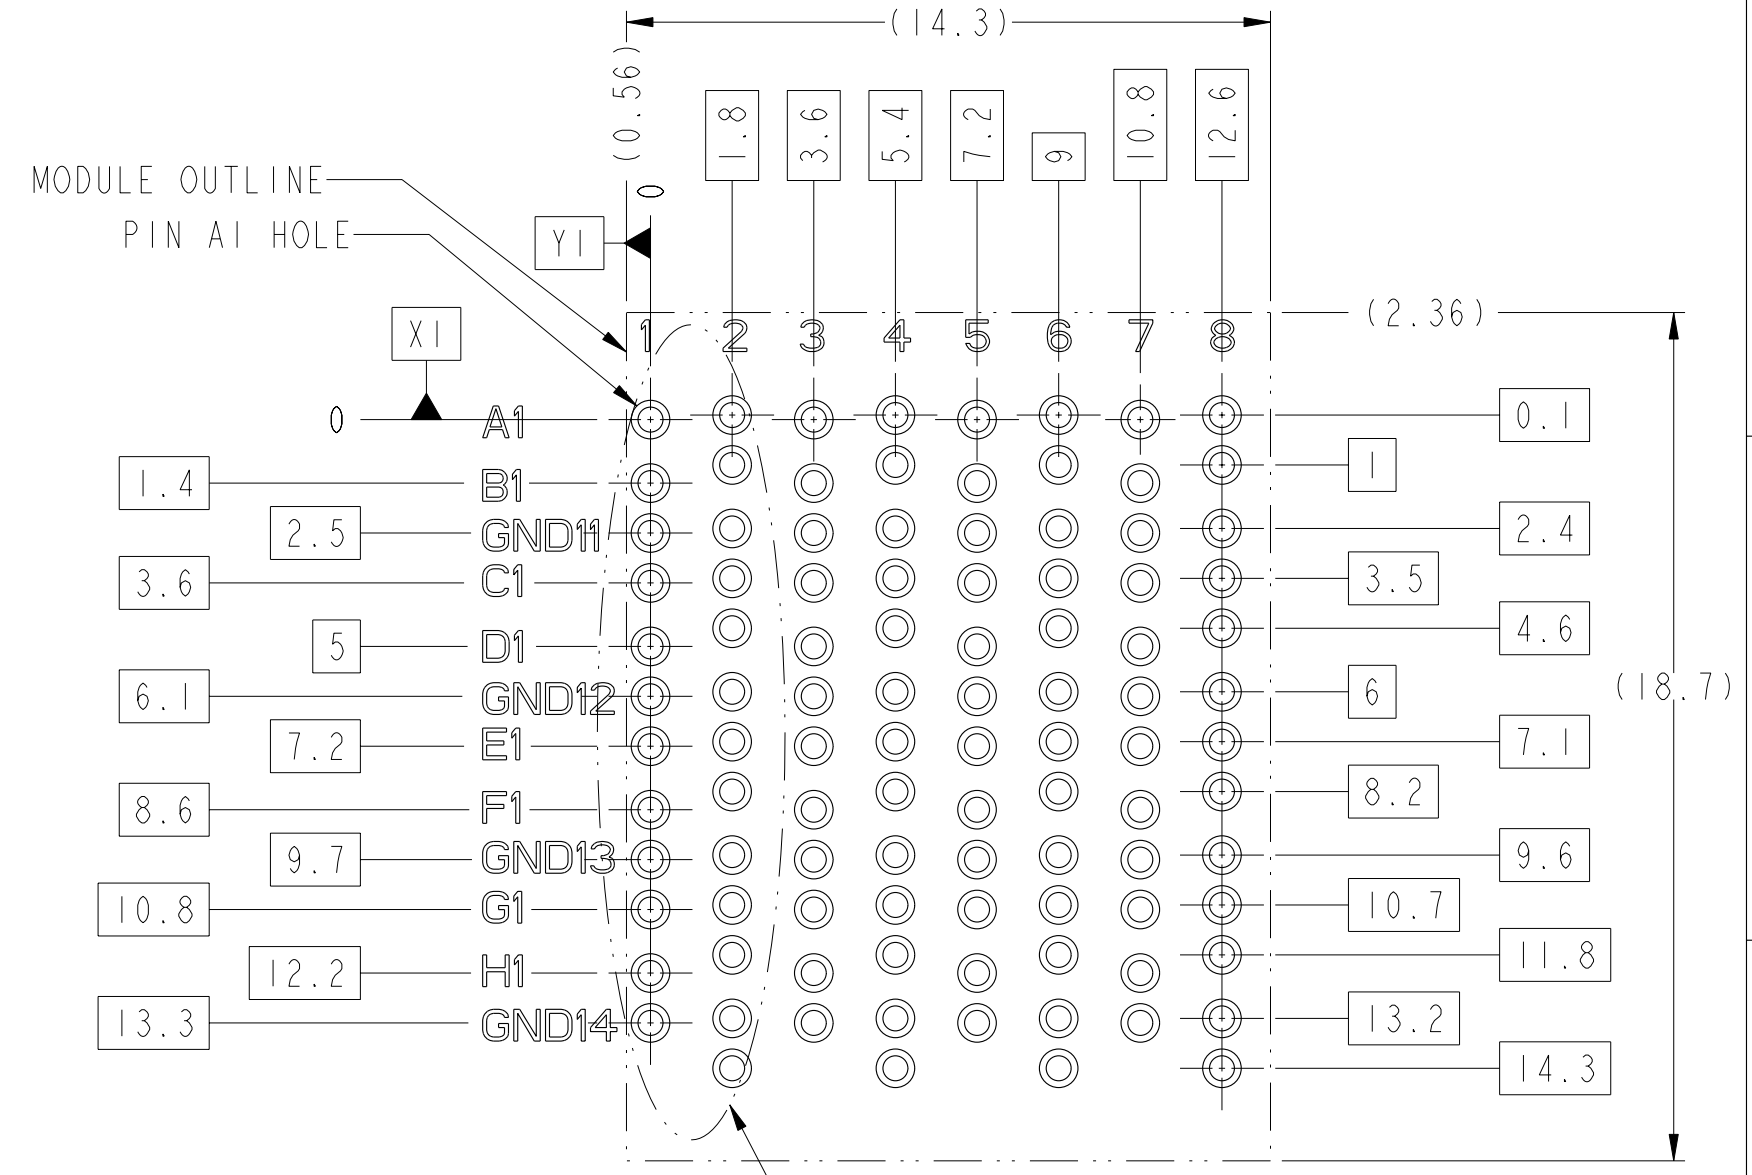 (14.3)
(0.56)
0
1.8
3.6
5.4
7.2
9
10.8
12.6
MODULE OUTLINE
PIN A1 HOLE
Y1
X1
(2.36)
1 2 3 4 5 6 7 8
0 A1 0.1
1
1.4 B1
2.5 GND11 2.4
3.6 C1 3.5
4.6
5 D1
6.1 GND12 6
(18.7)
7.2 E1 7.1
8.2
8.6 F1
9.7 GND13 9.6
10.8 G1 10.7
11.8
12.2 H1
13.3 GND14 13.2
14.3